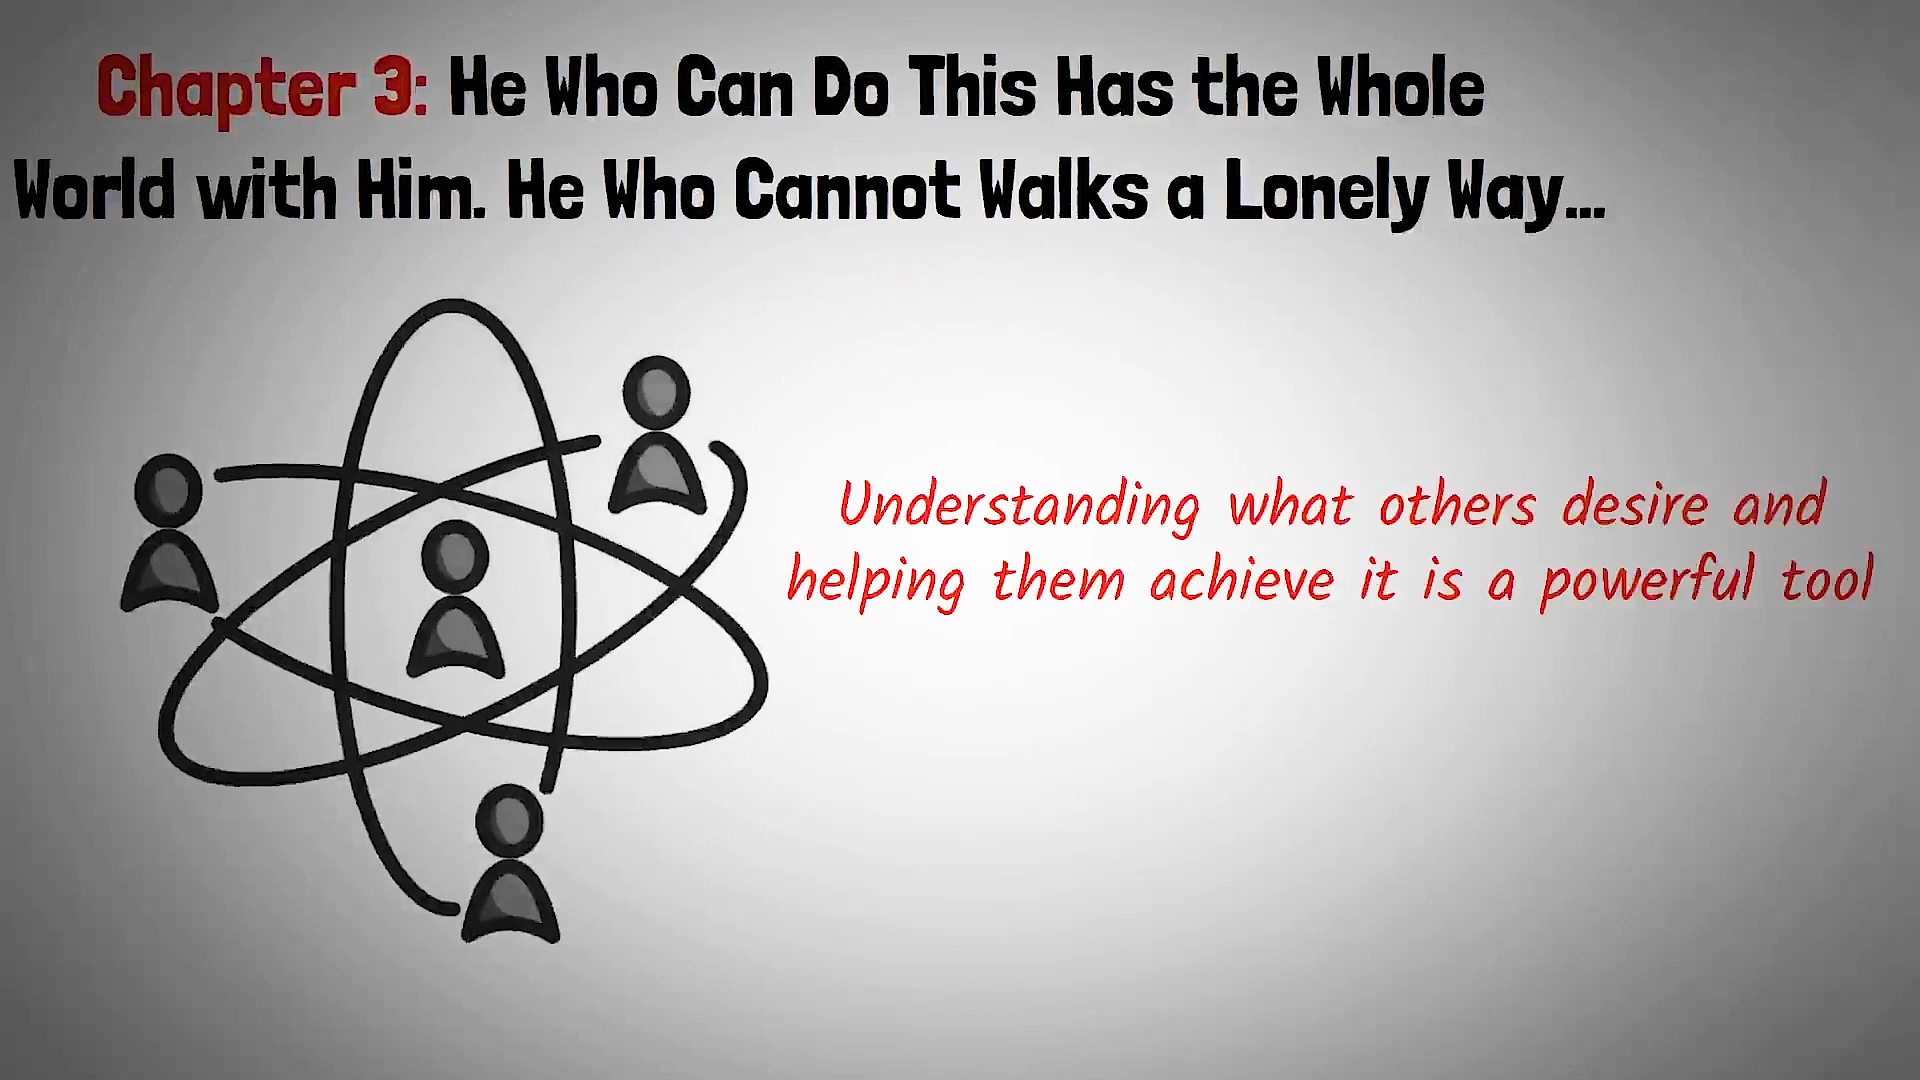 Chapter 3: He Who Can Do This Has the Whole
World with Him. He Who Cannot Walks a Lonely Way...
Understanding what others desire and
helping them achieve it is a powerful tool